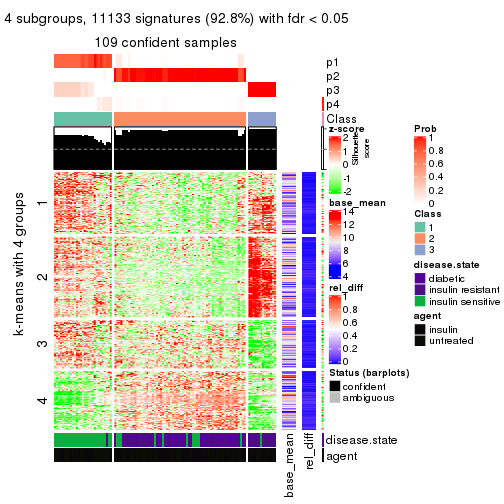 4 subgroups, 11133 signatures (92.8%) with fdr < 0.05
109 confident samples
p1
p2
p3
p4
Class
Silhouette
score
k-means with 4 groups
1
2
3
4
base_mean
rel_diff
disease.state
agent
z-score
2
1
0
-1
-2
base_mean
14
12
10
8
6
4
rel_diff
1
0.8
0.6
0.4
0.2
0
Status (barplots)
confident
ambiguous
Prob
1
0.8
0.6
0.4
0.2
0
Class
1
2
3
disease.state
diabetic
insulin resistant
insulin sensitive
agent
insulin
untreated